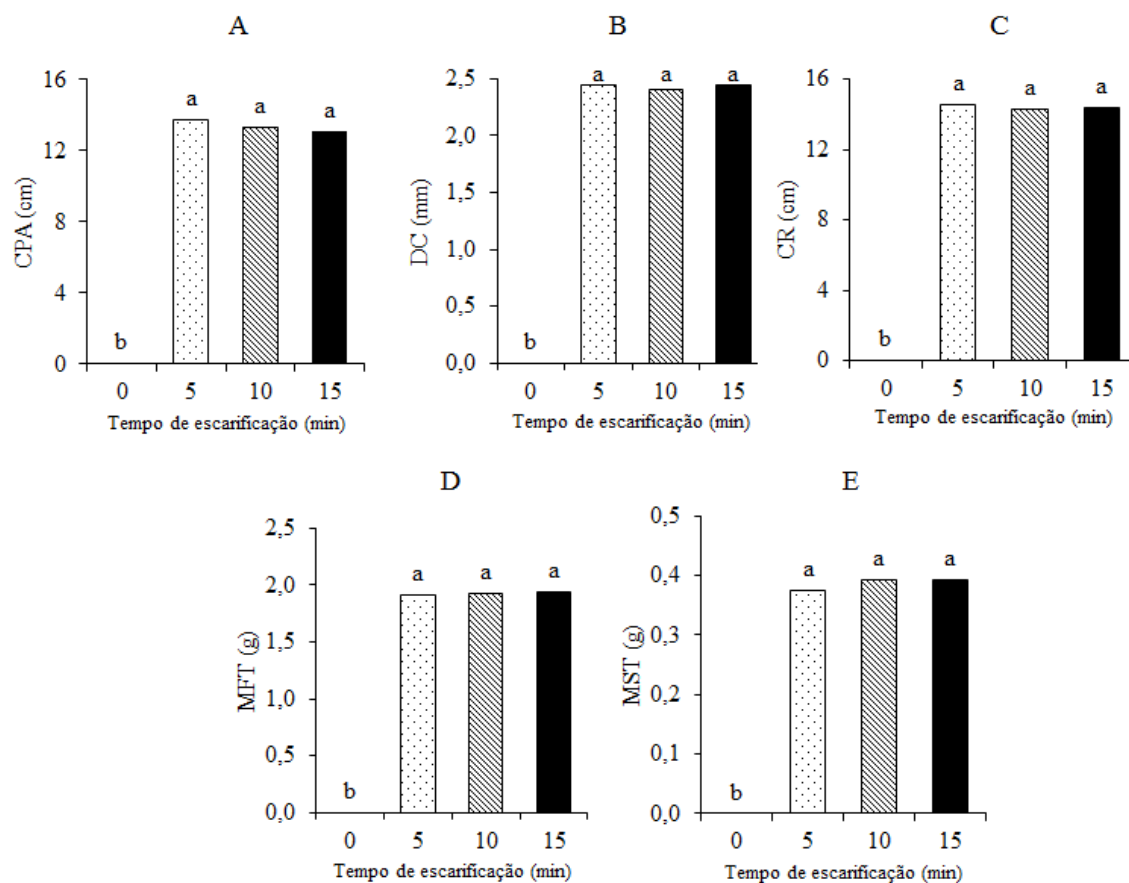 A
16
12
8
4
0
CPA (cm)
a
a
a
b
0 5 10 15
Tempo de escarificação (min)
B
2,5
2,0
1,5
1,0
0,5
0,0
DC (mm)
a
a
a
b
0 5 10 15
Tempo de escarificação (min)
C
16
12
8
4
0
CR (cm)
a
a
a
b
0 5 10 15
Tempo de escarificação (min)
D
2,5
2,0
1,5
1,0
0,5
0,0
MFT (g)
a
a
a
b
0 5 10 15
Tempo de escarificação (min)
E
0,5
0,4
0,3
0,2
0,1
0,0
MST (g)
a
a
a
b
0 5 10 15
Tempo de escarificação (min)